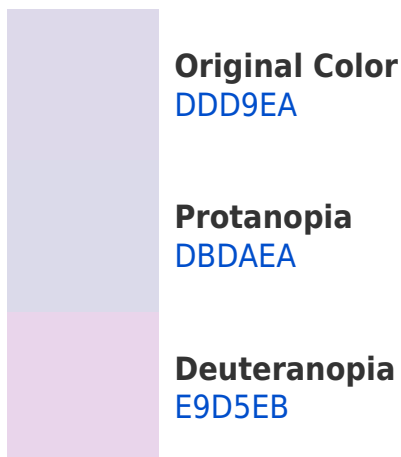 Original Color
DDD9EA
Protanopia
DBDAEA
Deuteranopia
E9D5EB